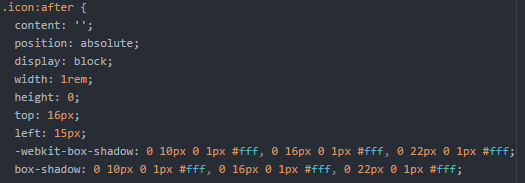 .icon:after {
content: '';
position: absolute;
display: block;
width: 1rem;
height: 0;
top: 16px;
left: 15px;
-webkit-box-shadow: 0 10px 0 1px #fff, 0 16px 0 1px #fff, 0 22px 0 1px #fff;
box-shadow: 0 10px 0 1px #fff, 0 16px 0 1px #fff, 0 22px 0 1px #fff;